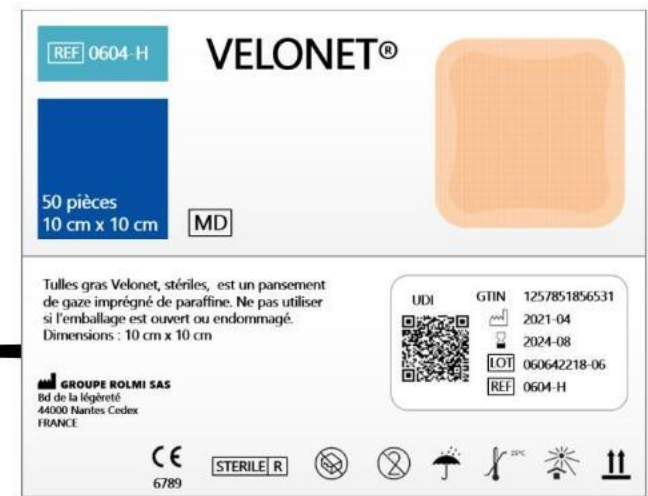 REF 0604-H
VELONET®
50 pièces
10 cm x 10 cm
MD
Tulles gras Velonet, stériles, est un pansement
de gaze imprégné de paraffine. Ne pas utiliser
si l'emballage est ouvert ou endommagé.
Dimensions : 10 cm x 10 cm
GROUPE ROLMI SAS
Bd de la légèreté
44000 Nantes Cedex
FRANCE
UDI
GTIN 1257851856531
2021-04
2024-08
LOT 060642218-06
REF 0604-H
CE
6789
STERILE R
2
25°C